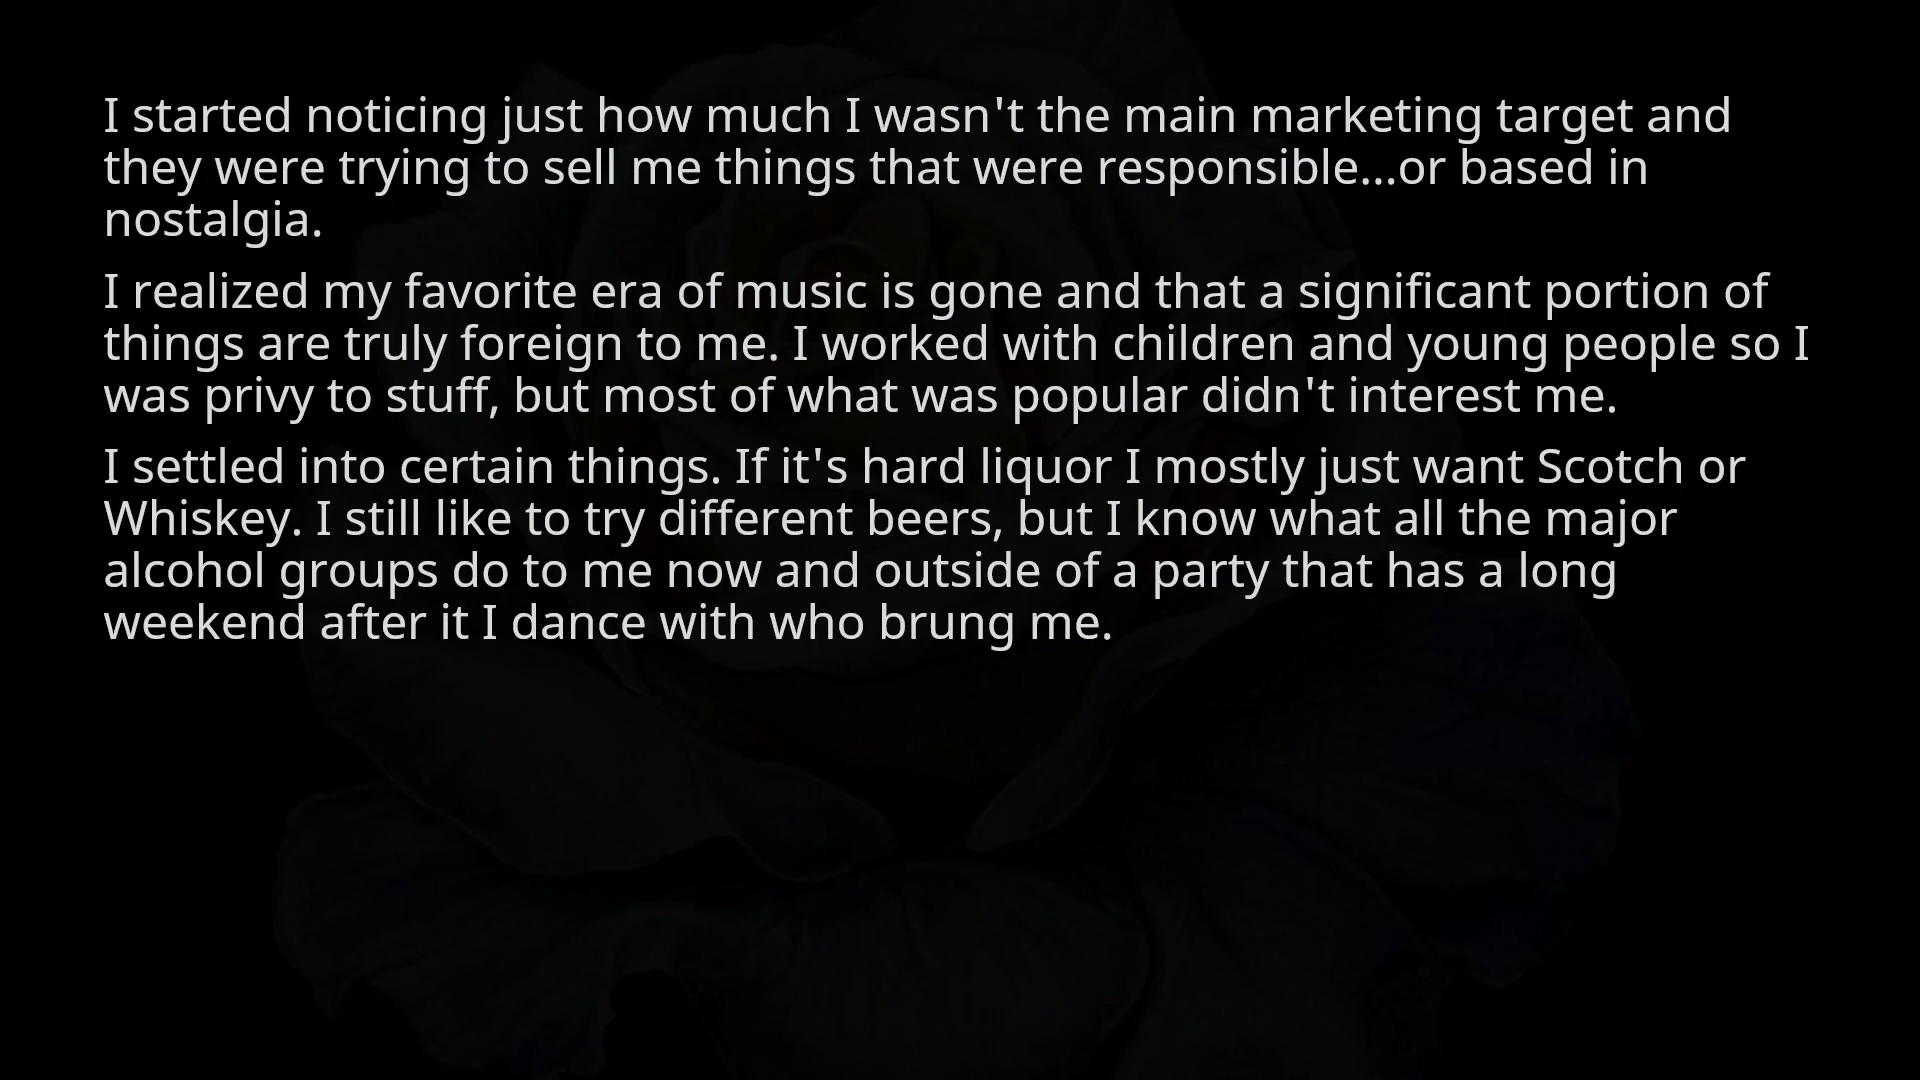 I started noticing just how much I wasn't the main marketing target and
they were trying to sell me things that were responsible...or based in
nostalgia.
I realized my favorite era of music is gone and that a significant portion of
things are truly foreign to me. I worked with children and young people so I
was privy to stuff, but most of what was popular didn't interest me.
I settled into certain things. If it's hard liquor I mostly just want Scotch or
Whiskey. I still like to try different beers, but I know what all the major
alcohol groups do to me now and outside of a party that has a long
weekend after it I dance with who brung me.